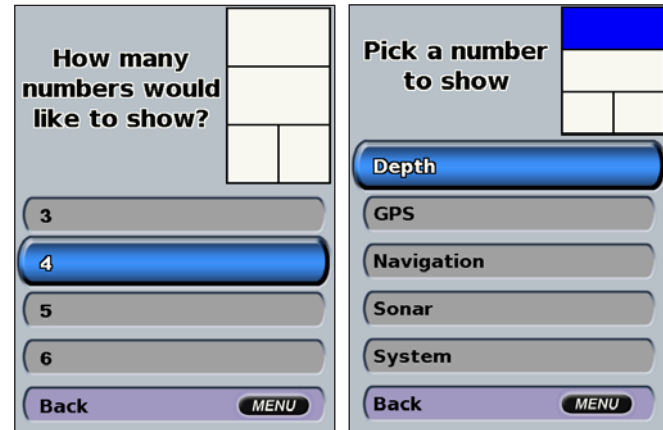 How many
numbers would
like to show?
3
4
5
6
Back MENU
Pick a number
to show
Depth
GPS
Navigation
Sonar
System
Back MENU